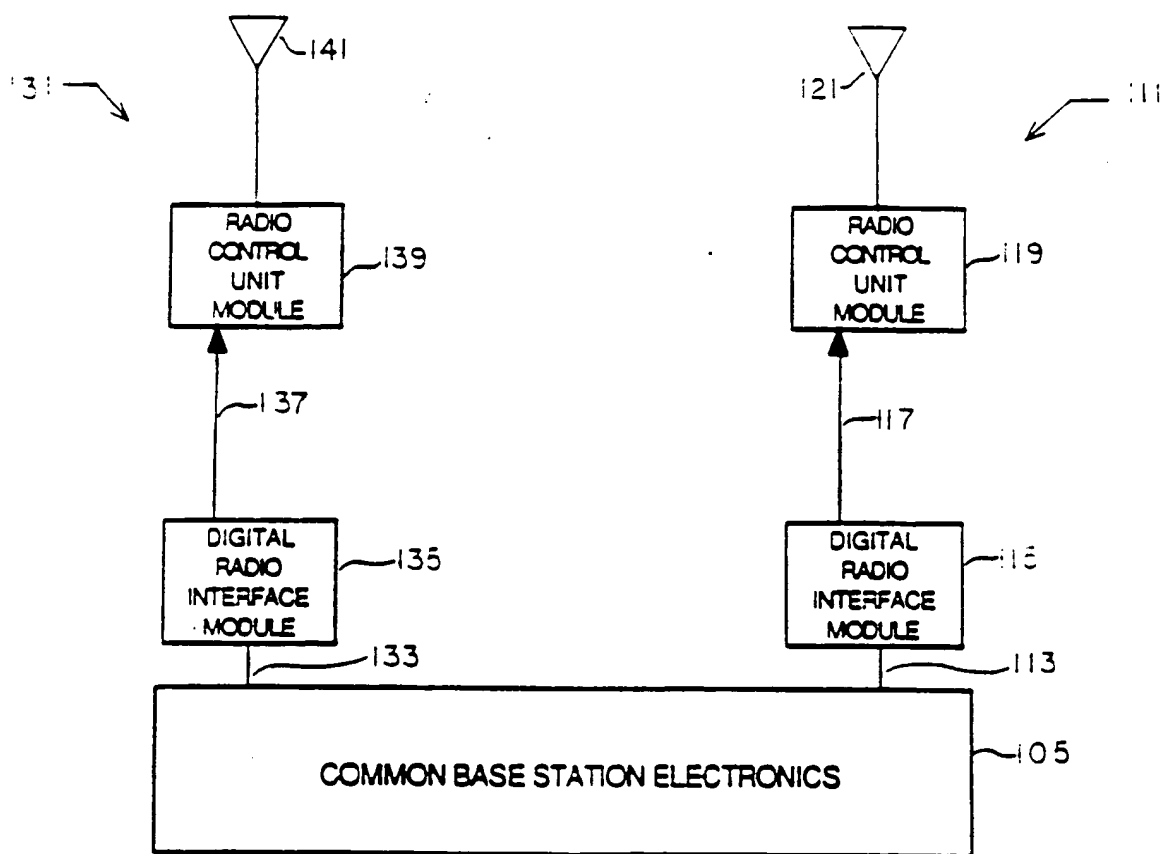 141
131
121
111
RADIO
CONTROL
UNIT
MODULE
139
RADIO
CONTROL
UNIT
MODULE
119
137
117
DIGITAL
RADIO
INTERFACE
MODULE
135
DIGITAL
RADIO
INTERFACE
MODULE
133
113
COMMON BASE STATION ELECTRONICS
105